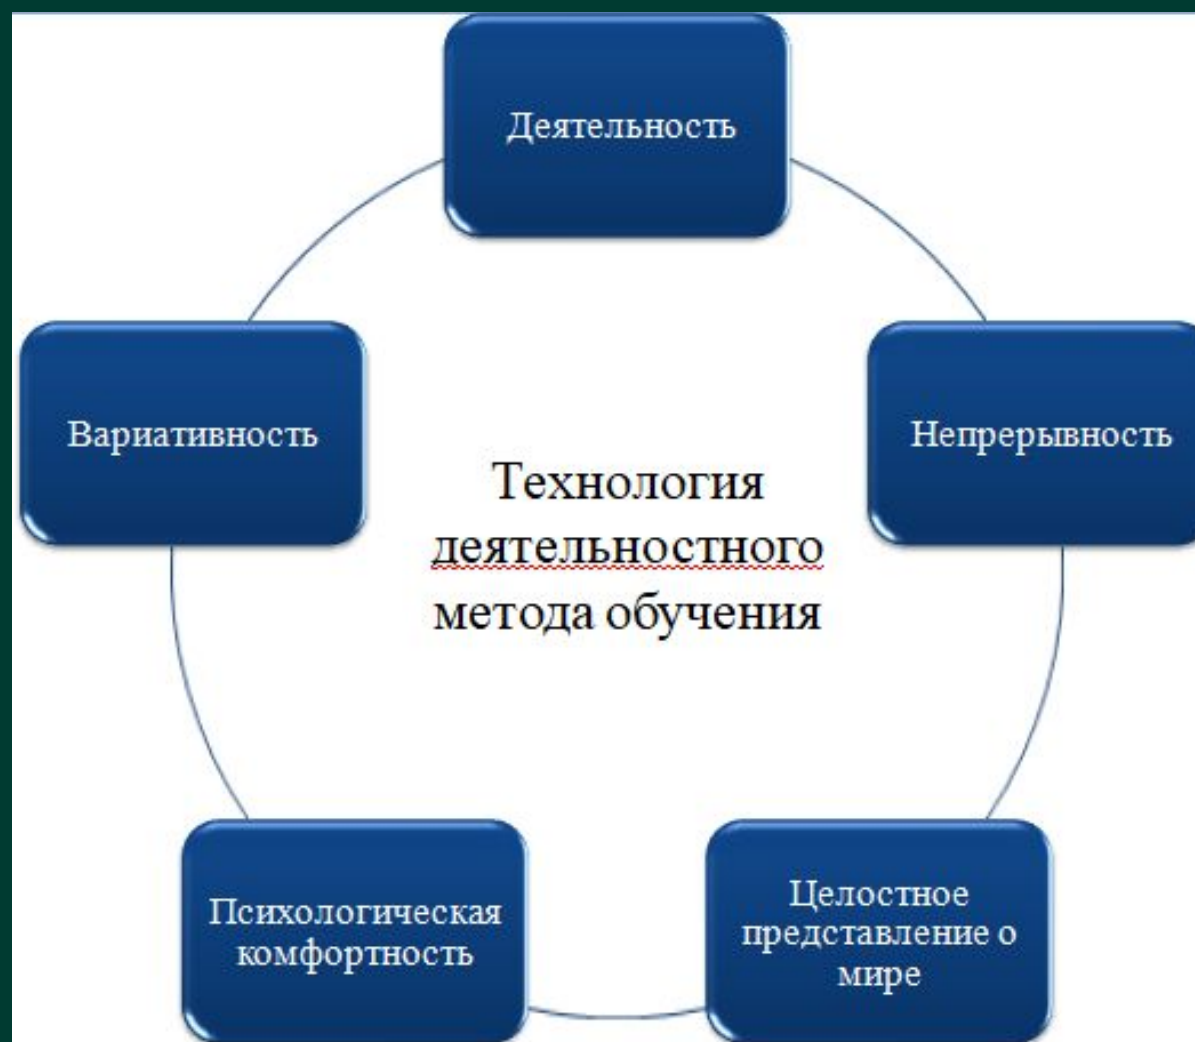 Деятельность
Вариативность
Непрерывность
Технология
деятельностного
метода обучения
Психологическая
комфортность
Целостное
представление о
мире